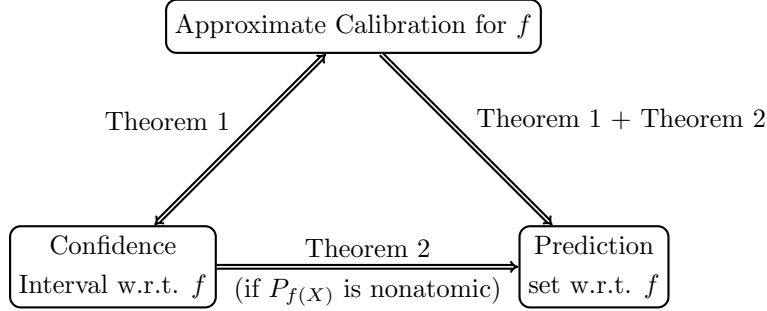 Approximate Calibration for f
Theorem 1
Theorem 1 + Theorem 2
Confidence
Interval w.r.t. f
Theorem 2
(if P_{f(X)} is nonatomic)
Prediction
set w.r.t. f